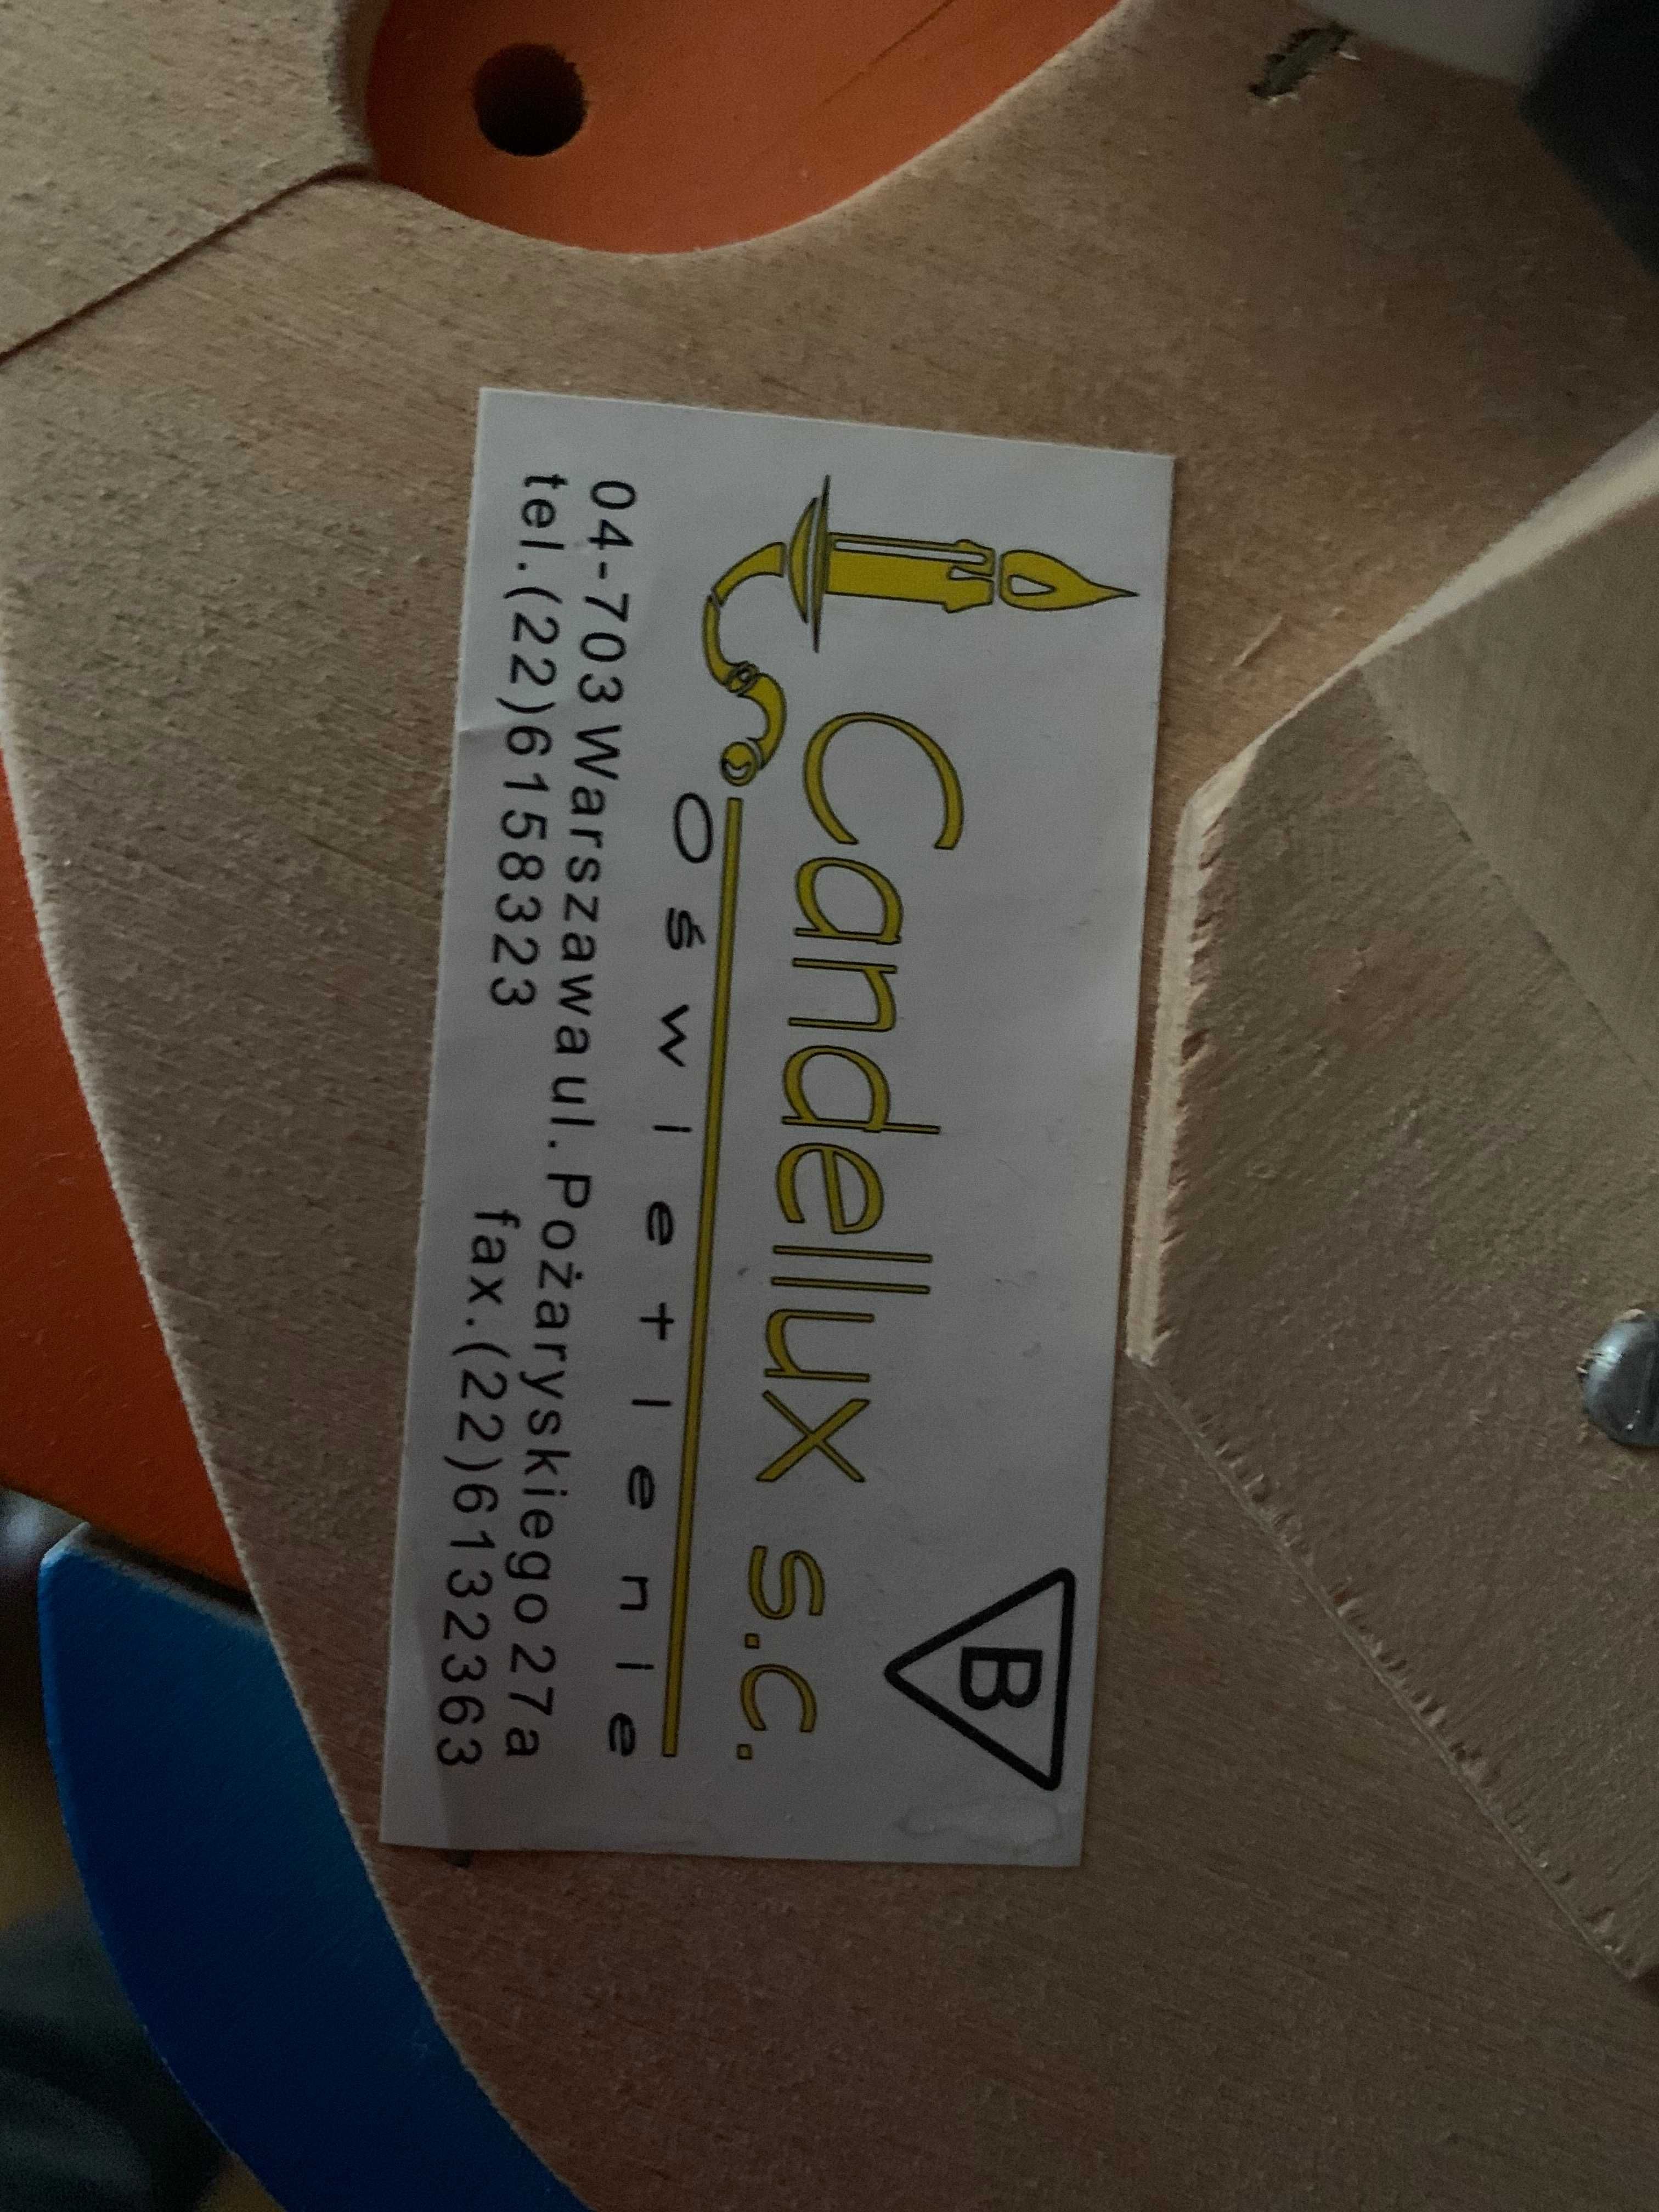 B
Candellux s.c.
Oświetlenie
04-703 Warszawa ul. Pożaryskiego 27a
tel.(22)6158323 fax.(22)6132363